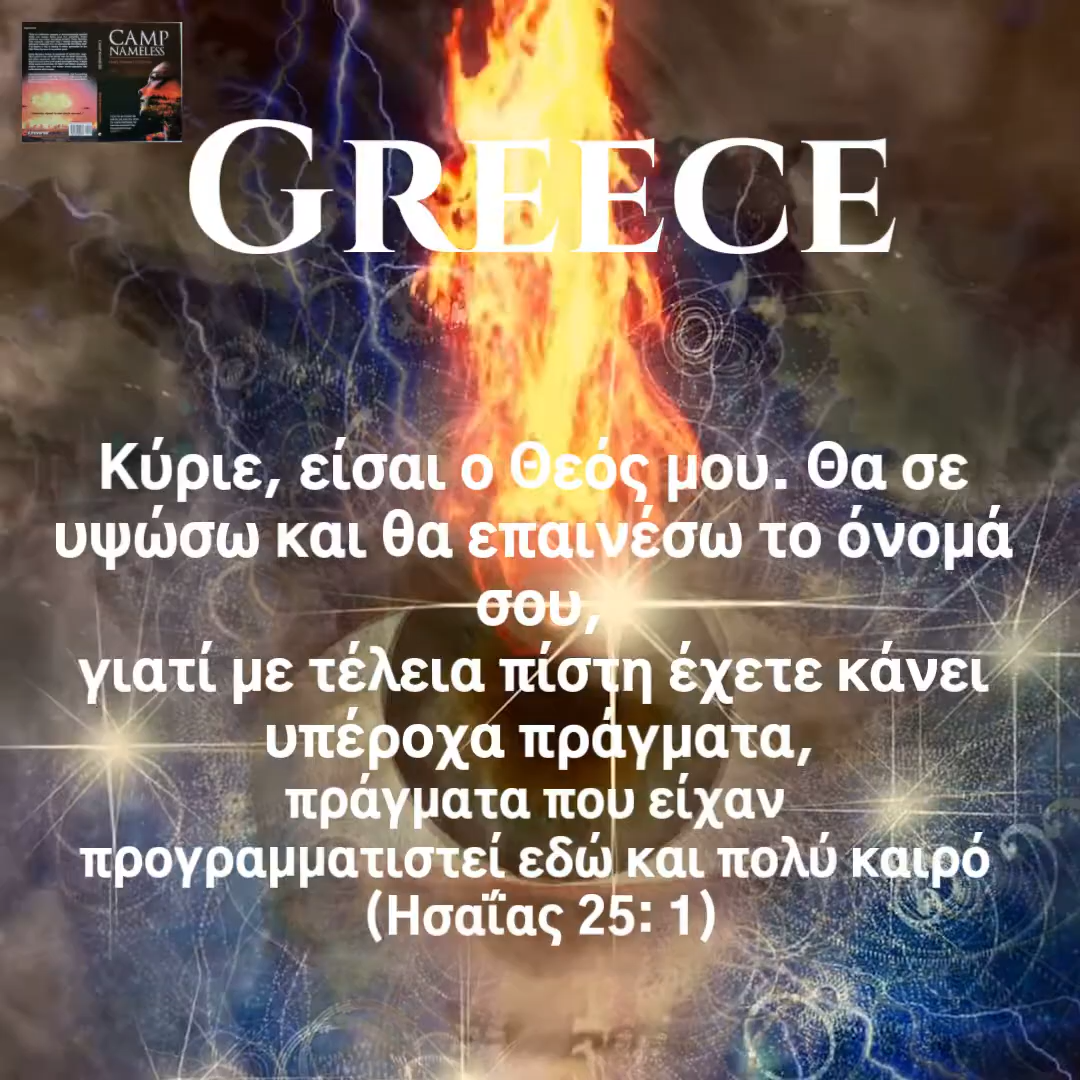 CAMP
NAMELESS
GREECE
Κύριε, είσαι ο Θεός μου. Θα σε
υψώσω και θα επαινέσω το όνομά
σου,
γιατί με τέλεια πίστη έχετε κάνει
υπέροχα πράγματα,
πράγματα που είχαν
προγραμματιστεί εδώ και πολύ καιρό
(Ησαΐας 25: 1)